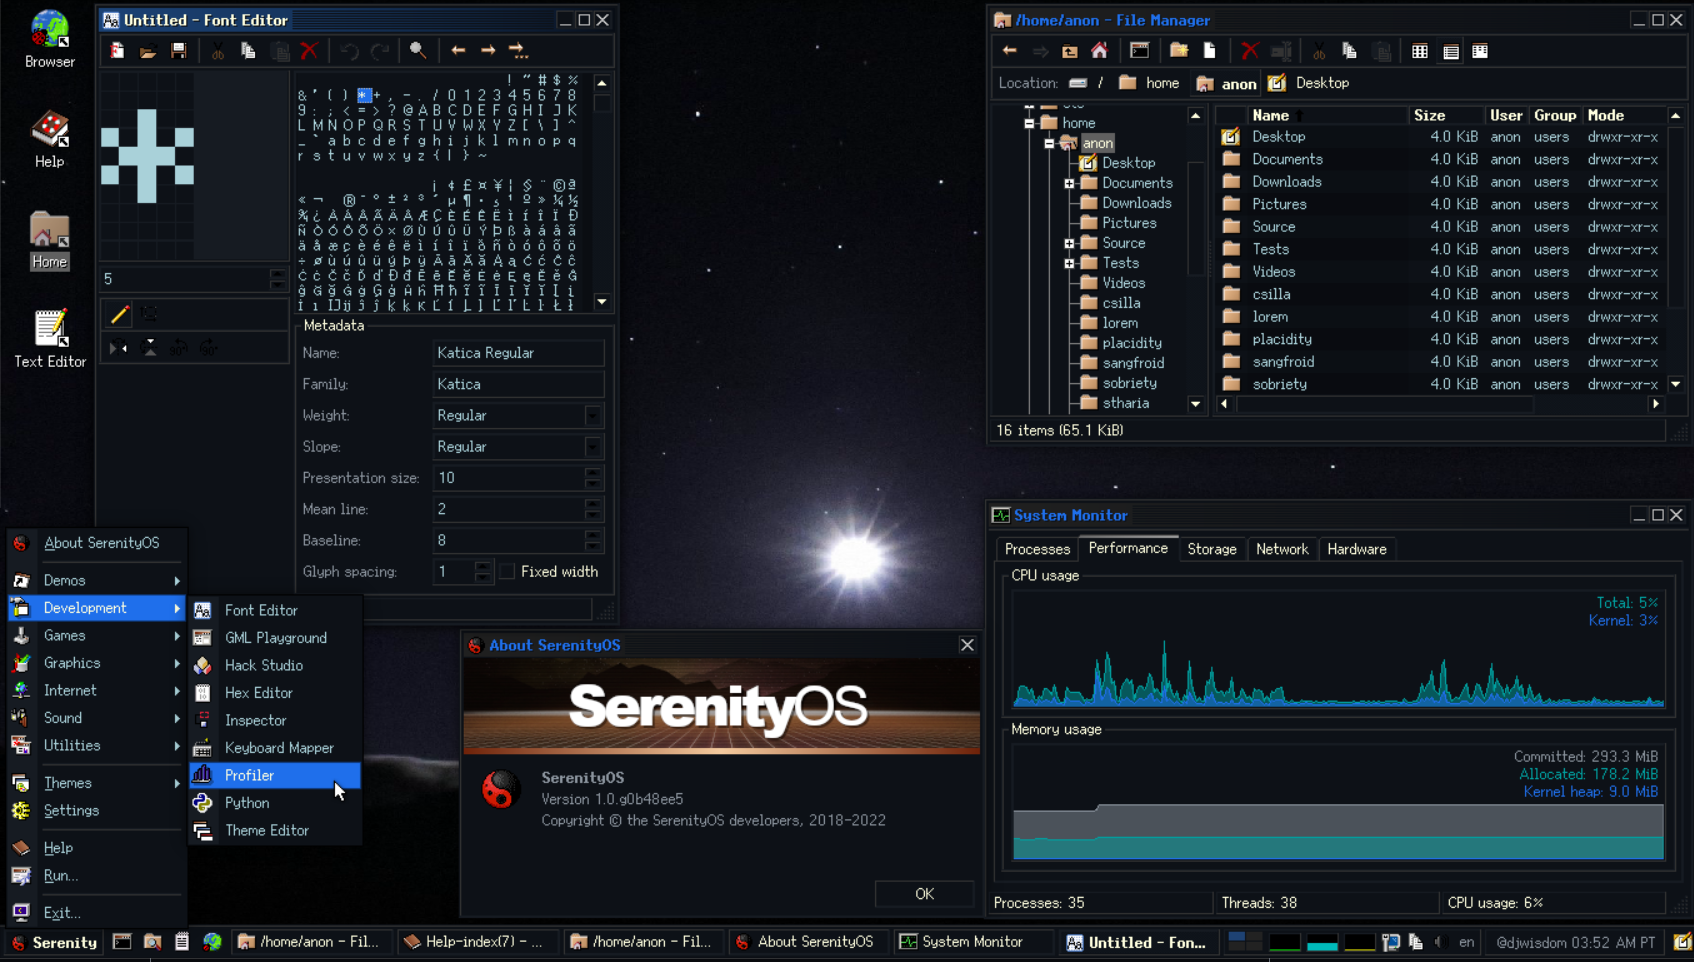 Browser
Help
Home
Text Editor
Untitled - Font Editor
5
! " # $ %
& ' ( ) * + , - . / 0 1 2 3 4 5 6 7 8
9 : ; < = > ? @ A B C D E F G H I J K
L M N O P Q R S T U V W X Y Z [ \ ] ^
_ ` a b c d e f g h i j k l m n o p q
r s t u v w x y z { | } ~
Metadata
Name: Katica Regular
Family: Katica
Weight: Regular
Slope: Regular
Presentation size: 10
Mean line: 2
Baseline: 8
Glyph spacing: 1 Fixed width
/home/anon - File Manager
Location: / home anon Desktop
home
anon
Desktop
Documents
Downloads
Pictures
Source
Tests
Videos
csilla
lorem
placidity
sangfroid
sobriety
stharia
Name Size User Group Mode
Desktop 4.0 KiB anon users drwxr-xr-x
Documents 4.0 KiB anon users drwxr-xr-x
Downloads 4.0 KiB anon users drwxr-xr-x
Pictures 4.0 KiB anon users drwxr-xr-x
Source 4.0 KiB anon users drwxr-xr-x
Tests 4.0 KiB anon users drwxr-xr-x
Videos 4.0 KiB anon users drwxr-xr-x
csilla 4.0 KiB anon users drwxr-xr-x
lorem 4.0 KiB anon users drwxr-xr-x
placidity 4.0 KiB anon users drwxr-xr-x
sangfroid 4.0 KiB anon users drwxr-xr-x
sobriety 4.0 KiB anon users drwxr-xr-x
16 items (65.1 KiB)
System Monitor
Processes Performance Storage Network Hardware
CPU usage
Total: 5%
Kernel: 3%
Memory usage
Committed: 293.3 MiB
Allocated: 178.2 MiB
Kernel heap: 9.0 MiB
Processes: 35 Threads: 38 CPU usage: 6%
About SerenityOS
SerenityOS
SerenityOS
Version 1.0.g0b48ee5
Copyright © the SerenityOS developers, 2018-2022
OK
About SerenityOS
Demos
Development
Games
Graphics
Internet
Sound
Utilities
Themes
Settings
Help
Run...
Exit...
Font Editor
GML Playground
Hack Studio
Hex Editor
Inspector
Keyboard Mapper
Profiler
Python
Theme Editor
Serenity /home/anon - Fil... Help-index(7) - ... /home/anon - Fil... About SerenityOS System Monitor Untitled - Fon... en @djwisdom 03:52 AM PT